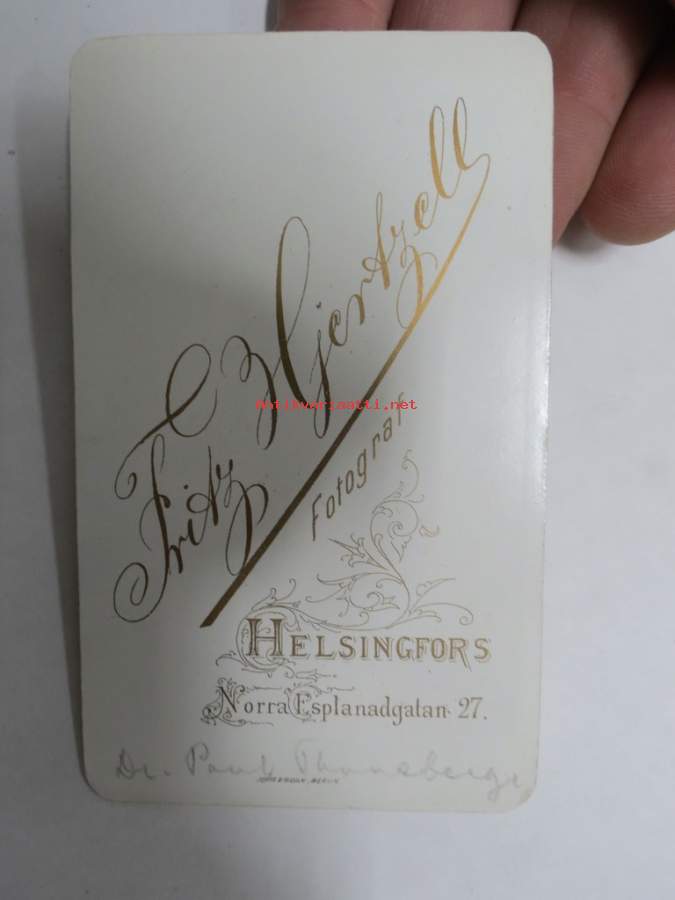 Fritz Hjertzell
Antikvariaatti.net
Fotograf
HELSINGFORS
Norra Esplanadgatan 27.
Dr. Paul